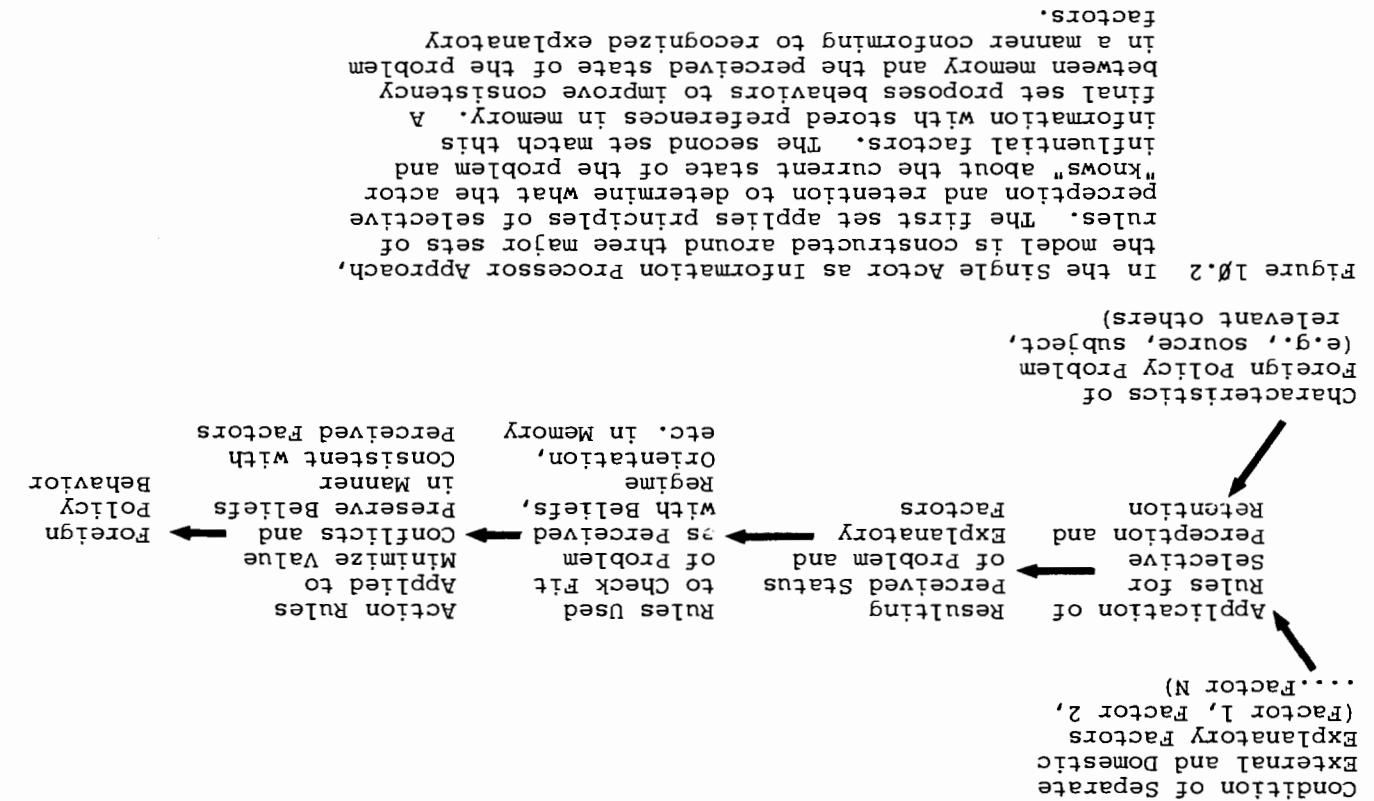 Condition of Separate
External and Domestic
Explanatory Factors
(Factor 1, Factor 2,
....Factor N)
Application of
Rules for
Selective
Perception and
Retention
Resulting
Perceived Status
of Problem and
Explanatory
Factors
Rules Used
to Check Fit
of Problem
as Perceived
with Beliefs,
Regime
Orientation,
etc. in Memory
Action Rules
Applied to
Minimize Value
Conflicts and
Preserve Beliefs
in Manner
Consistent with
Perceived Factors
Foreign
Policy
Behavior
Characteristics of
Foreign Policy Problem
(e.g., source, subject,
relevant others)
Figure 10.2 In the Single Actor as Information Processor Approach,
the model is constructed around three major sets of
rules. The first set applies principles of selective
perception and retention to determine what the actor
"knows" about the current state of the problem and
influential factors. The second set match this
information with stored preferences in memory. A
final set proposes behaviors to improve consistency
between memory and the perceived state of the problem
in a manner conforming to recognized explanatory
factors.